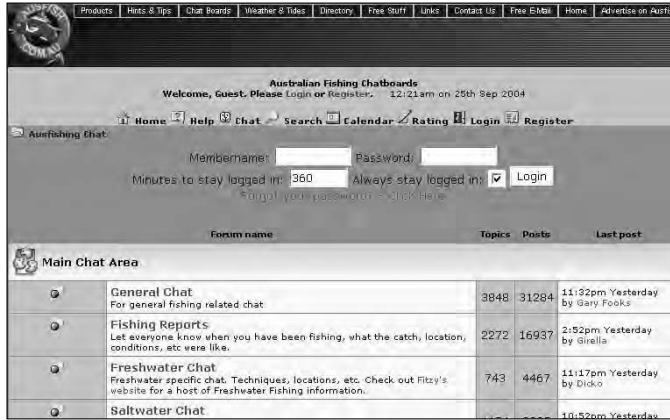 AUSFISH
.COM.AU
Products | Hints & Tips | Chat Boards | Weather & Tides | Directory | Free Stuff | Links | Contact Us | Free E-Mail | Home | Advertise on Ausfi
Australian Fishing Chatboards
Welcome, Guest. Please Login or Register. 12:21am on 25th Sep 2004
Home Help Chat Search Calendar Rating Login Register
Ausfishing Chat
Membername: Password:
Minutes to stay logged in: 360 Always stay logged in: Login
Forgot your password? - Click Here
Forum name Topics Posts Last post
Main Chat Area
General Chat
For general fishing related chat
3848 31284 11:32pm Yesterday
by Gary Fooks
Fishing Reports
Let everyone know when you have been fishing, what the catch, location,
conditions, etc were like.
2272 16937 2:52pm Yesterday
by Girella
Freshwater Chat
Freshwater specific chat. Techniques, locations, etc. Check out Fitzy's
website for a host of Freshwater Fishing information.
743 4467 11:17pm Yesterday
by Dicko
Saltwater Chat
10:52pm Yesterday